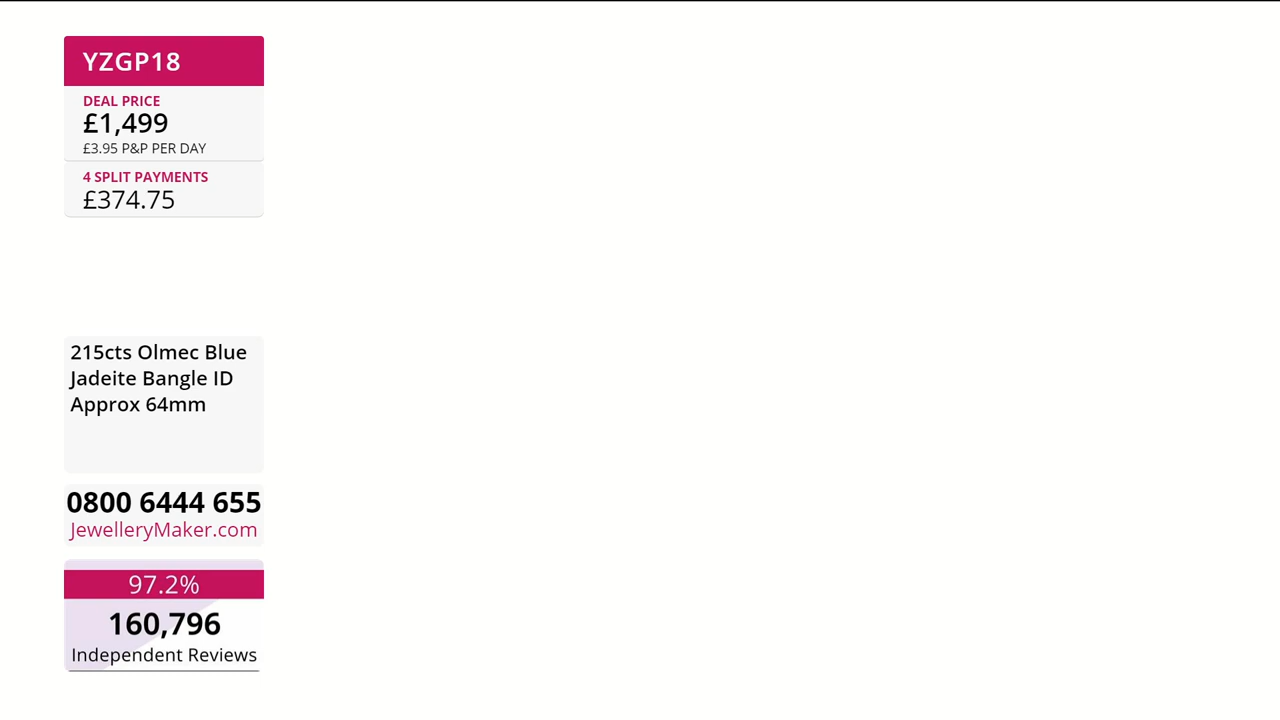 YZGP18
DEAL PRICE
£1,499
£3.95 P&P PER DAY
4 SPLIT PAYMENTS
£374.75
215cts Olmec Blue
Jadeite Bangle ID
Approx 64mm
0800 6444 655
JewelleryMaker.com
97.2%
160,796
Independent Reviews